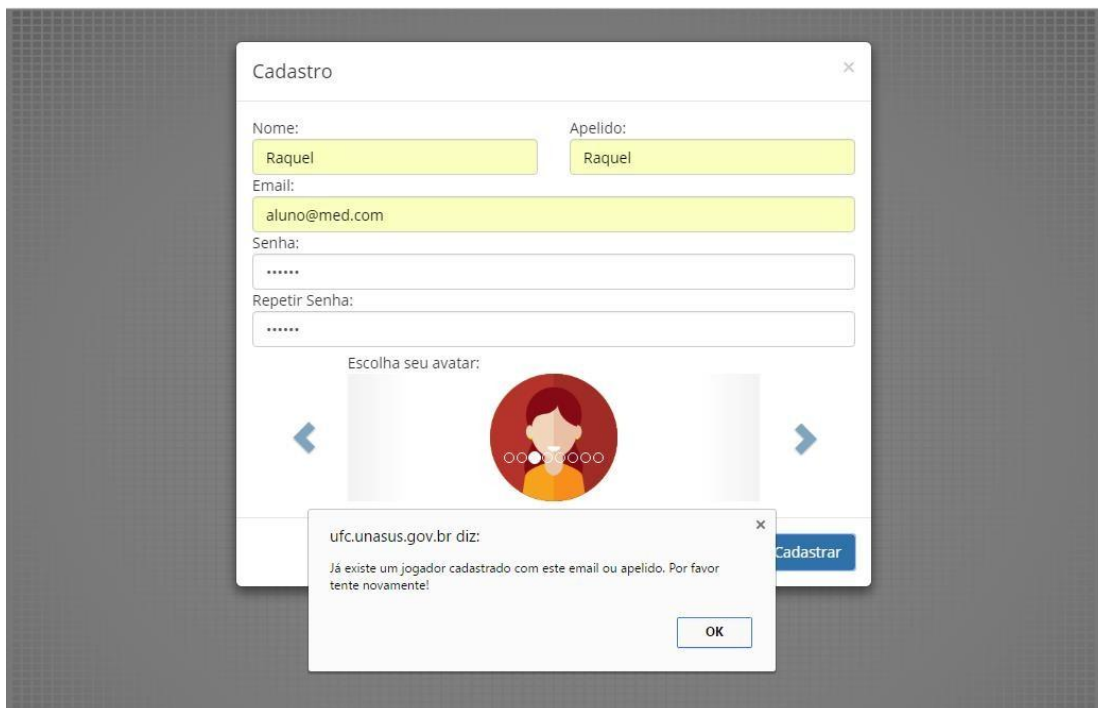 Cadastro
×
Nome:
Apelido:
Raquel
Raquel
Email:
aluno@med.com
Senha:
••••••
Repetir Senha:
••••••
Escolha seu avatar:
ufc.unasus.gov.br diz:
×
Já existe um jogador cadastrado com este email ou apelido. Por favor
tente novamente!
Cadastrar
OK